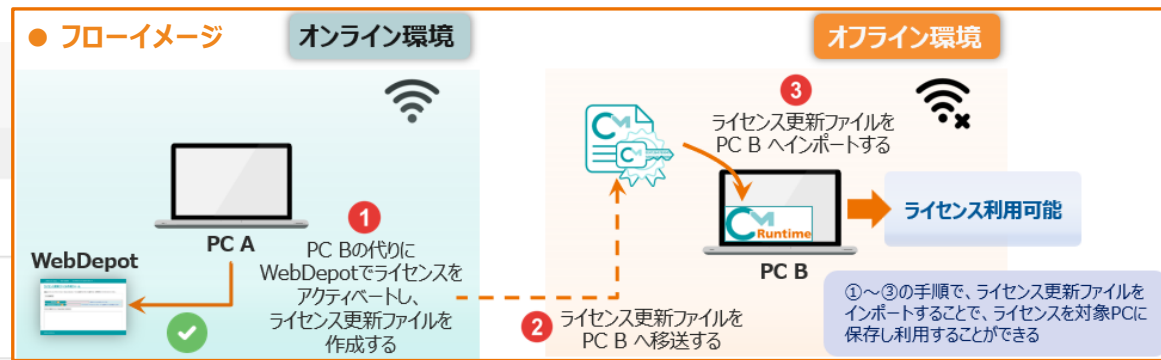 ● フローイメージ
オンライン環境
オフライン環境
PC A
WebDepot
1
PC Bの代りに
WebDepotでライセンスを
アクティベートし、
ライセンス更新ファイルを
作成する
2
ライセンス更新ファイルを
PC B へ移送する
3
ライセンス更新ファイルを
PC B へインポートする
CM
CM
CM
Runtime
PC B
ライセンス利用可能
①～③の手順で、ライセンス更新ファイルを
インポートすることで、ライセンスを対象PCに
保存し利用することができる